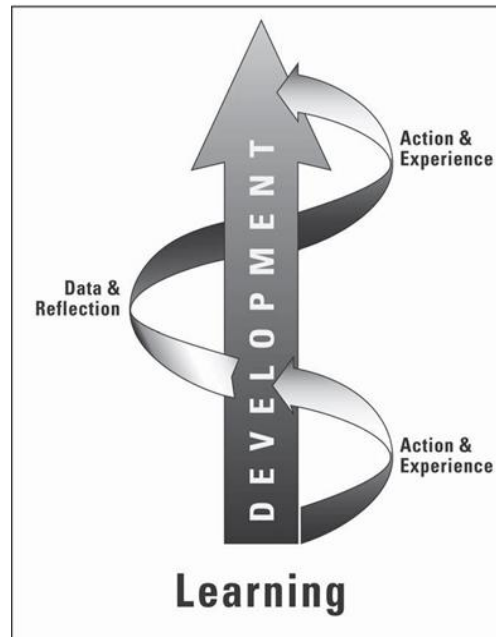 Action &
Experience
DEVELOPMENT
Data &
Reflection
Action &
Experience
Learning